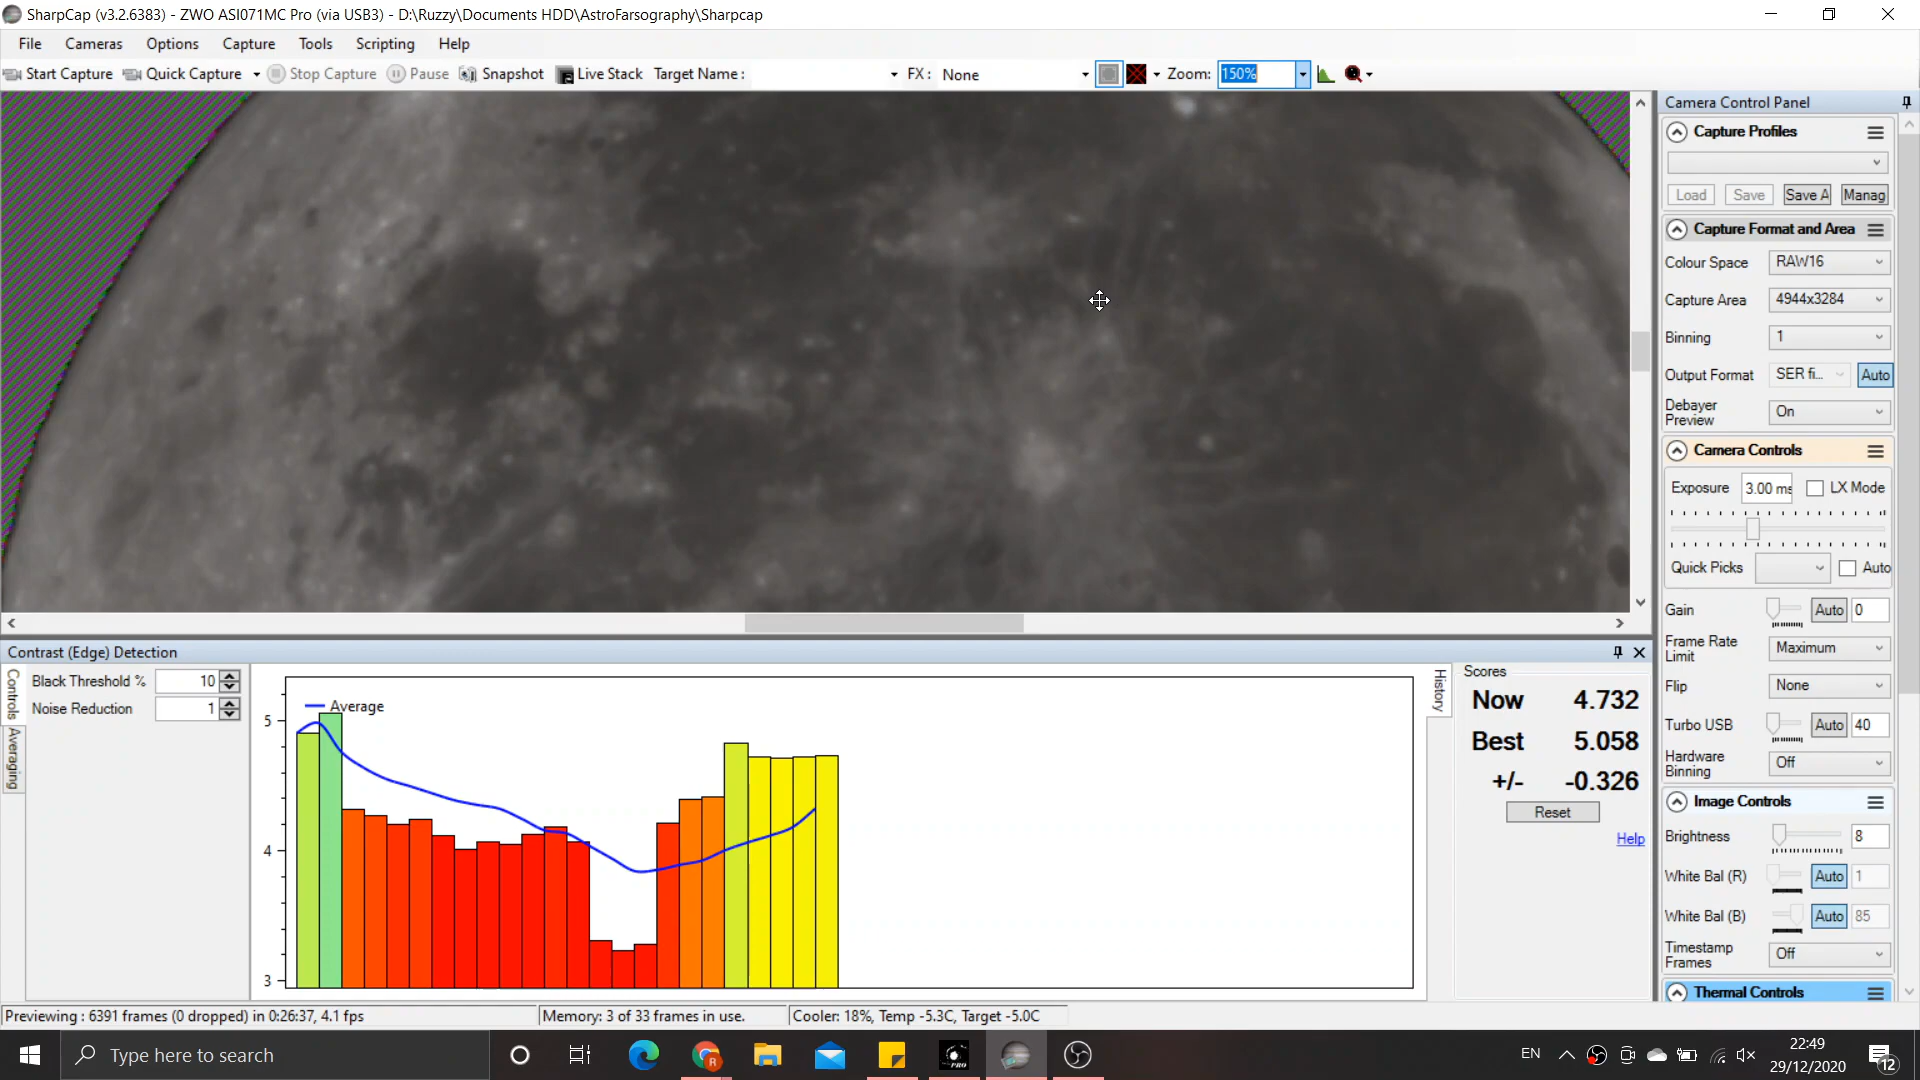 SharpCap (v3.2.6383) - ZWO ASI071MC Pro (via USB3) - D:\Ruzzy\Documents HDD\AstroFarsography\Sharpcap
File Cameras Options Capture Tools Scripting Help
Start Capture Quick Capture Stop Capture Pause Snapshot Live Stack Target Name : FX : None Zoom: 150%
Camera Control Panel
Capture Profiles
Load Save Save A Manag
Capture Format and Area
Colour Space RAW16
Capture Area 4944x3284
Binning 1
Output Format SER fi... Auto
Debayer
Preview On
Camera Controls
Exposure 3.00 ms LX Mode
Quick Picks Auto
Gain Auto 0
Frame Rate
Limit Maximum
Flip None
Turbo USB Auto 40
Hardware
Binning Off
Image Controls
Brightness 8
White Bal (R) Auto 1
White Bal (B) Auto 85
Timestamp
Frames Off
Thermal Controls
Contrast (Edge) Detection
Controls
Averaging
Black Threshold % 10
Noise Reduction 1
Average
5
4
3
History
Scores
Now 4.732
Best 5.058
+/- -0.326
Reset
Help
Previewing : 6391 frames (0 dropped) in 0:26:37, 4.1 fps Memory: 3 of 33 frames in use. Cooler: 18%, Temp -5.3C, Target -5.0C
Type here to search
R
PRO
EN
22:49
29/12/2020
12